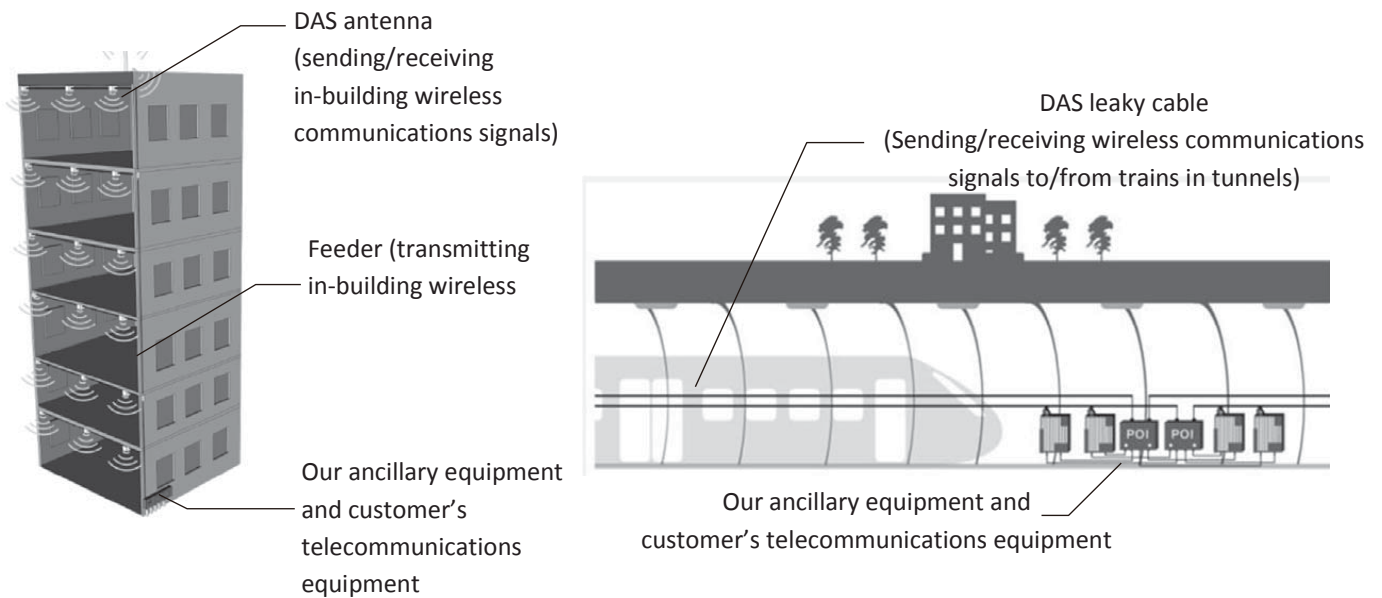 DAS antenna
(sending/receiving
in-building wireless
communications signals)
Feeder (transmitting
in-building wireless
Our ancillary equipment
and customer’s
telecommunications
equipment
DAS leaky cable
(Sending/receiving wireless communications
signals to/from trains in tunnels)
POI
POI
Our ancillary equipment and
customer’s telecommunications equipment